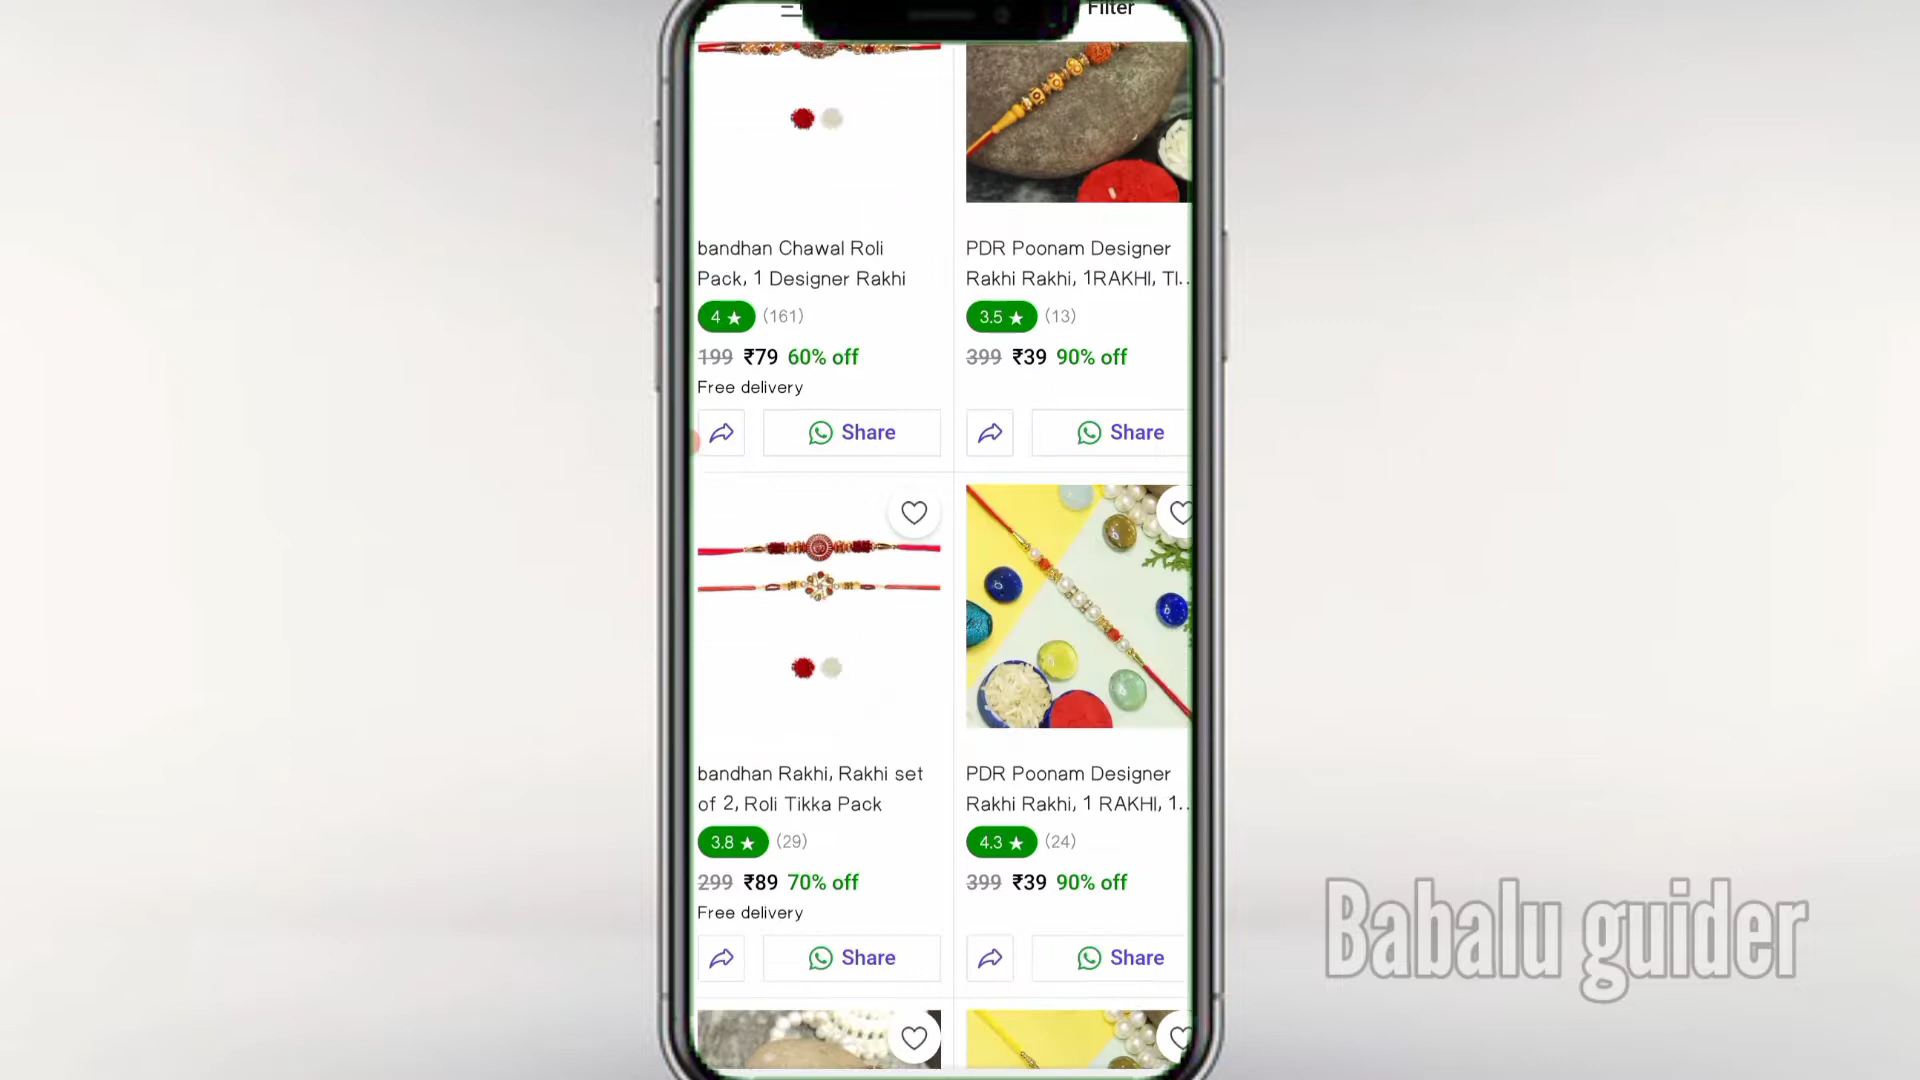 Filter
bandhan Chawal Roli
Pack, 1 Designer Rakhi
4 ★ (161)
199 ₹79 60% off
Free delivery
Share
PDR Poonam Designer
Rakhi Rakhi, 1RAKHI, TI..
3.5 ★ (13)
399 ₹39 90% off
Share
bandhan Rakhi, Rakhi set
of 2, Roli Tikka Pack
3.8 ★ (29)
299 ₹89 70% off
Free delivery
Share
PDR Poonam Designer
Rakhi Rakhi, 1 RAKHI, 1..
4.3 ★ (24)
399 ₹39 90% off
Share
Babalu guider